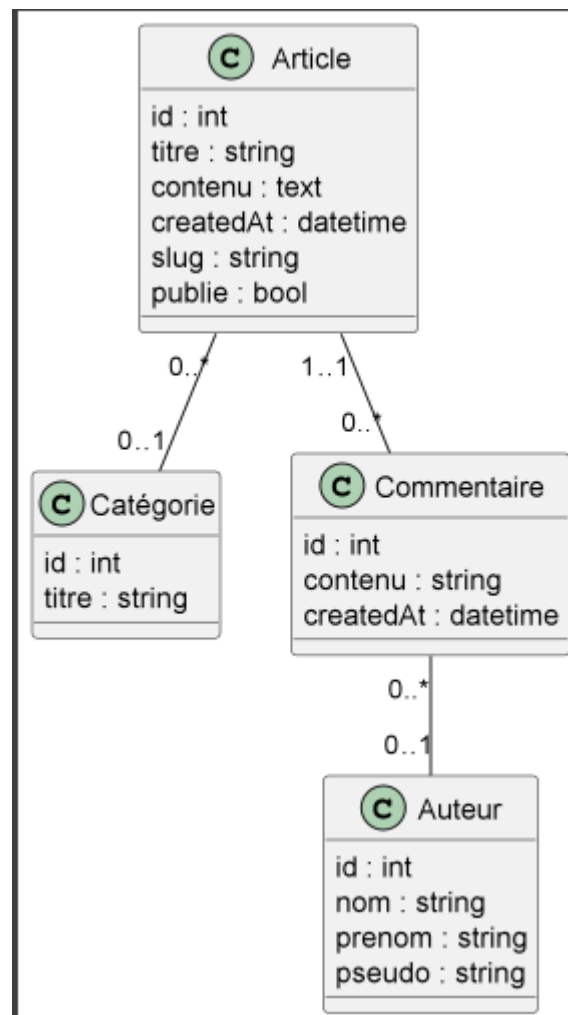 C Article
id : int
titre : string
contenu : text
createdAt : datetime
slug : string
publie : bool
0..*
1..1
0..1
0..*
C Catégorie
id : int
titre : string
C Commentaire
id : int
contenu : string
createdAt : datetime
0..*
0..1
C Auteur
id : int
nom : string
prenom : string
pseudo : string